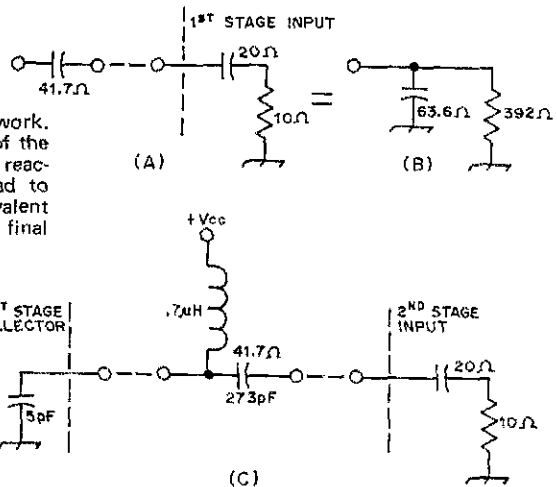 1ST STAGE INPUT
41.7Ω
20Ω
10Ω
=
63.6Ω
392Ω
(A)
(B)
work.
of the
reac-
ad to
valent
final
+Vcc
.7µH
T STAGE
LLECTOR
5pF
41.7Ω
273pF
2ND STAGE
INPUT
20Ω
10Ω
(C)